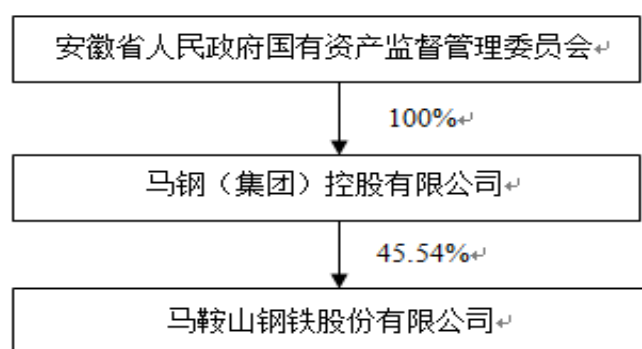 安徽省人民政府国有资产监督管理委员会↵
100%↵
马钢（集团）控股有限公司↵
45.54%↵
马鞍山钢铁股份有限公司↵